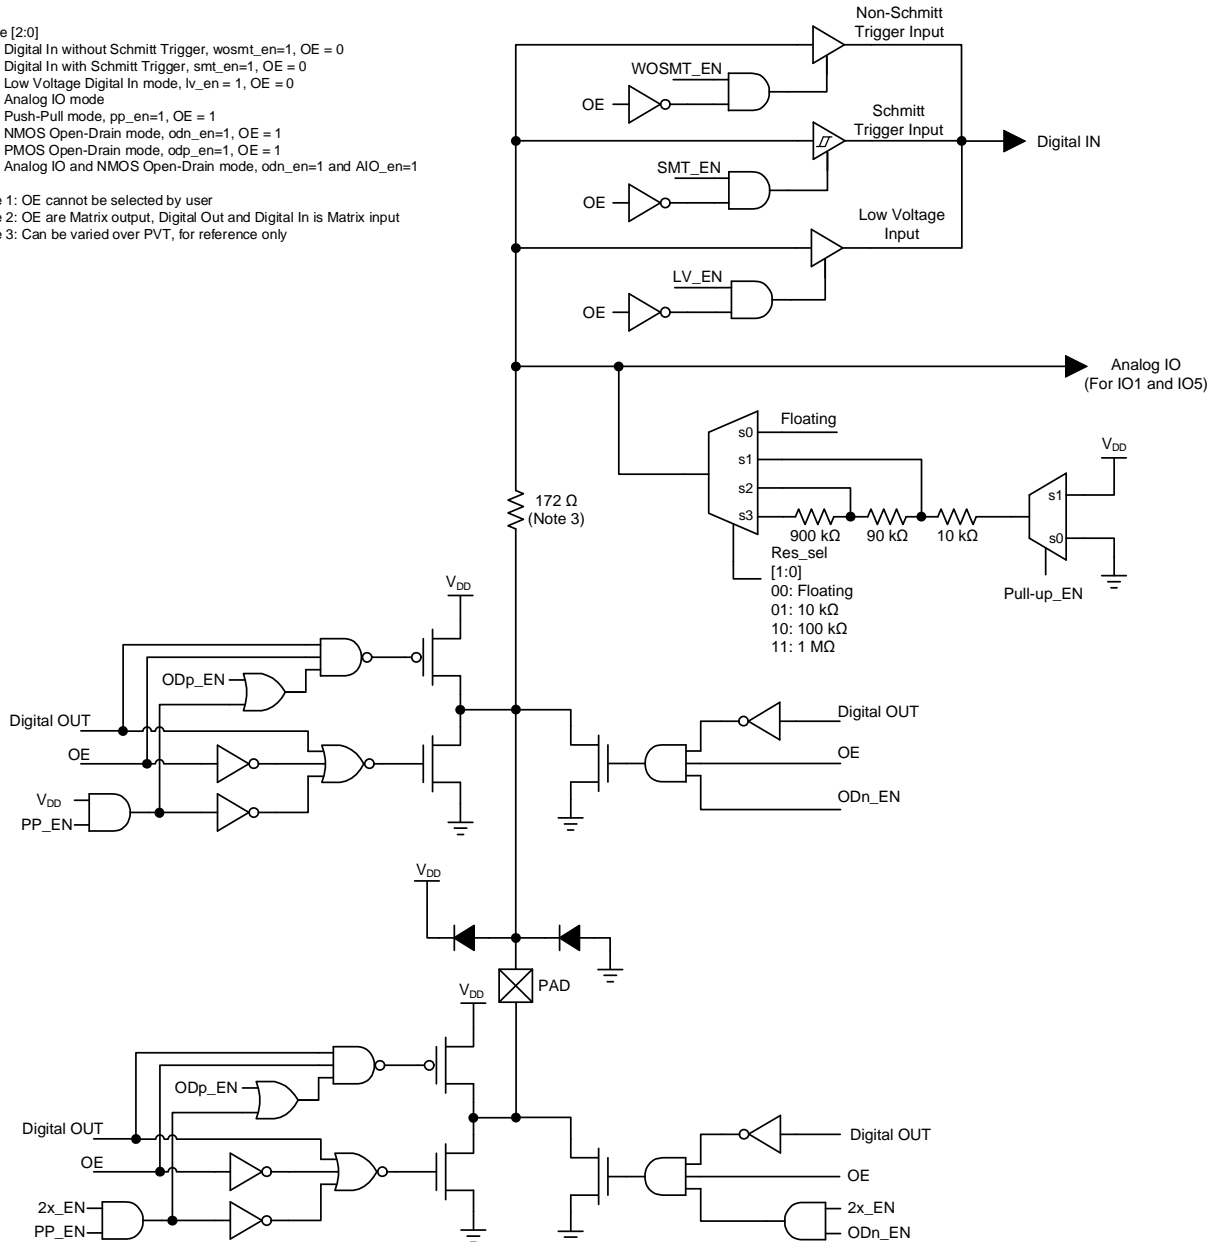 e [2:0]
Digital In without Schmitt Trigger, wosmt_en=1, OE = 0
Digital In with Schmitt Trigger, smt_en=1, OE = 0
Low Voltage Digital In mode, lv_en = 1, OE =0
Analog IO mode
Push-Pull mode, pp_en=1, OE = 1
NMOS Open-Drain mode, odn_en=1, OE = 1
PMOS Open-Drain mode, odp_en=1, OE = 1
Analog IO and NMOS Open-Drain mode, odn_en=1 and AIO_en=1
e 1: OE cannot be selected by user
e 2: OE are Matrix output, Digital Out and Digital In is Matrix input
e 3: Can be varied over PVT, for reference only
Non-Schmitt
Trigger Input
WOSMT_EN
OE
Schmitt
Trigger Input
Digital IN
SMT_EN
OE
Low Voltage
Input
LV_EN
OE
Analog IO
(For IO1 and IO5)
Floating
s0
s1
s2
s3
900 kΩ
90 kΩ
10 kΩ
VDD
s1
s0
Pull-up_EN
172 Ω
(Note 3)
Res_sel
[1:0]
00: Floating
01: 10 kΩ
10: 100 kΩ
11: 1 MΩ
VDD
ODp_EN
Digital OUT
OE
VDD
PP_EN
Digital OUT
OE
ODn_EN
VDD
PAD
VDD
ODp_EN
Digital OUT
OE
2x_EN
PP_EN
Digital OUT
OE
2x_EN
ODn_EN